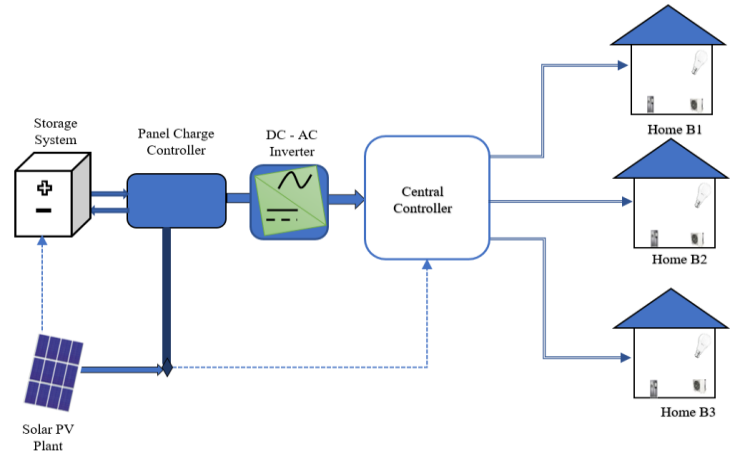 Storage
System
Panel Charge
Controller
DC - AC
Inverter
Central
Controller
Home B1
Home B2
Home B3
Solar PV
Plant